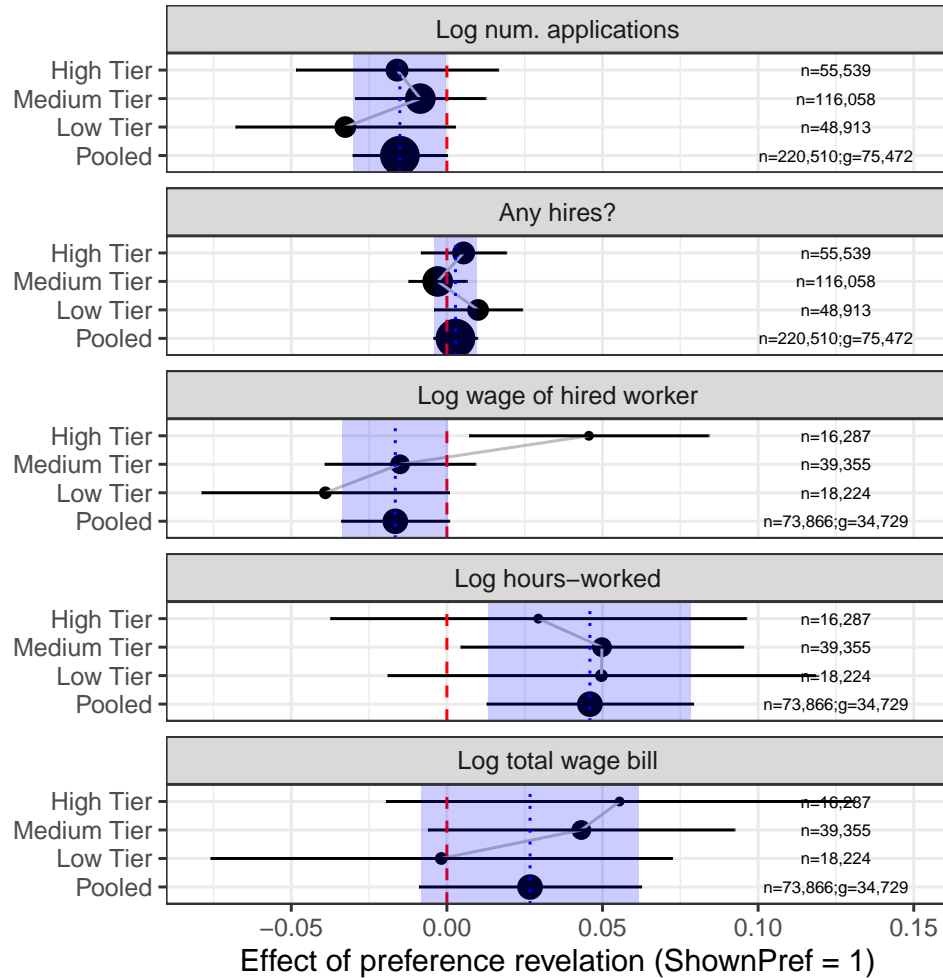 Log num. applications
High Tier n=55,539
Medium Tier n=116,058
Low Tier n=48,913
Pooled n=220,510;g=75,472
Any hires?
High Tier n=55,539
Medium Tier n=116,058
Low Tier n=48,913
Pooled n=220,510;g=75,472
Log wage of hired worker
High Tier n=16,287
Medium Tier n=39,355
Low Tier n=18,224
Pooled n=73,866;g=34,729
Log hours−worked
High Tier n=16,287
Medium Tier n=39,355
Low Tier n=18,224
Pooled n=73,866;g=34,729
Log total wage bill
High Tier n=16,287
Medium Tier n=39,355
Low Tier n=18,224
Pooled n=73,866;g=34,729
−0.05 0.00 0.05 0.10 0.15
Effect of preference revelation (ShownPref = 1)